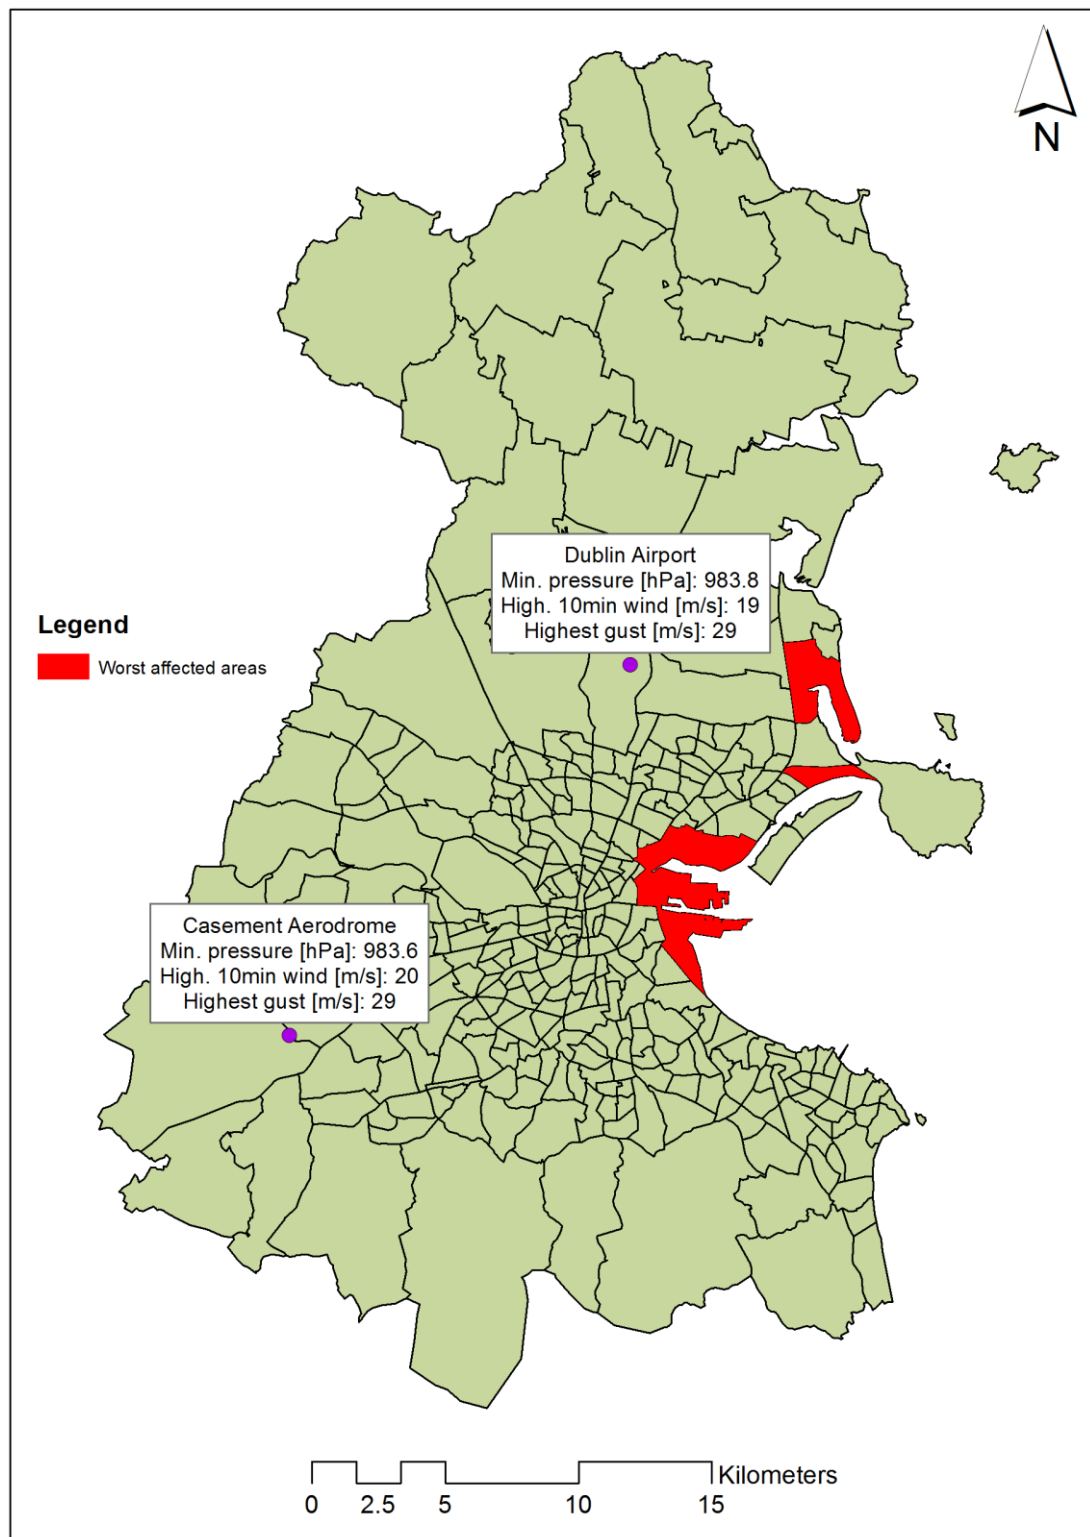 N
Dublin Airport
Min. pressure [hPa]: 983.8
High. 10min wind [m/s]: 19
Highest gust [m/s]: 29
Legend
Worst affected areas
Casement Aerodrome
Min. pressure [hPa]: 983.6
High. 10min wind [m/s]: 20
Highest gust [m/s]: 29
Kilometers
0 2.5 5 10 15